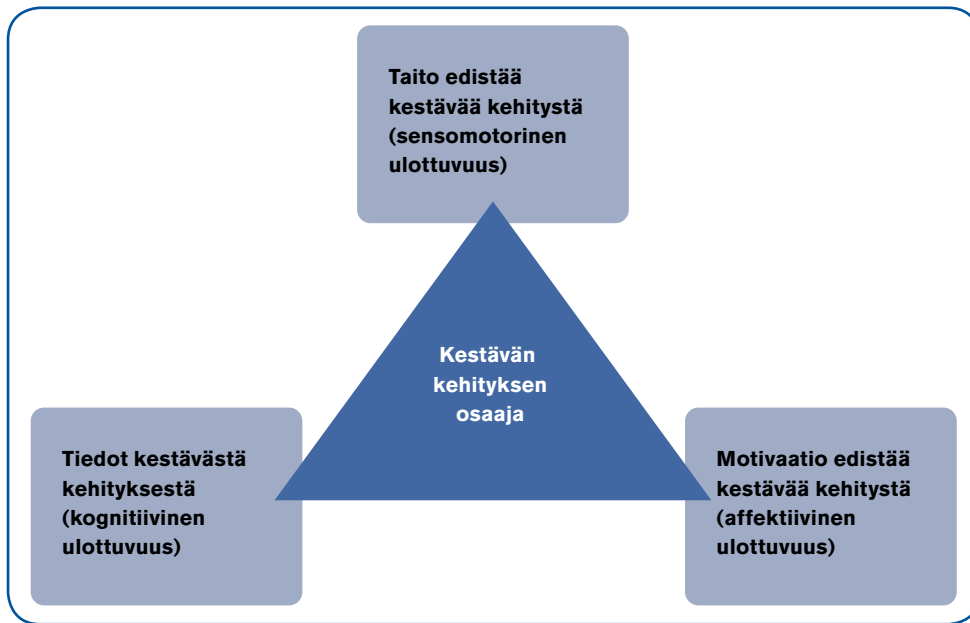 Taito edistää
kestävää kehitystä
(sensomotorinen
ulottuvuus)
Kestävän
kehityksen
osaaja
Tiedot kestävästä
kehityksestä
(kognitiivinen
ulottuvuus)
Motivaatio edistää
kestävää kehitystä
(affektiivinen
ulottuvuus)